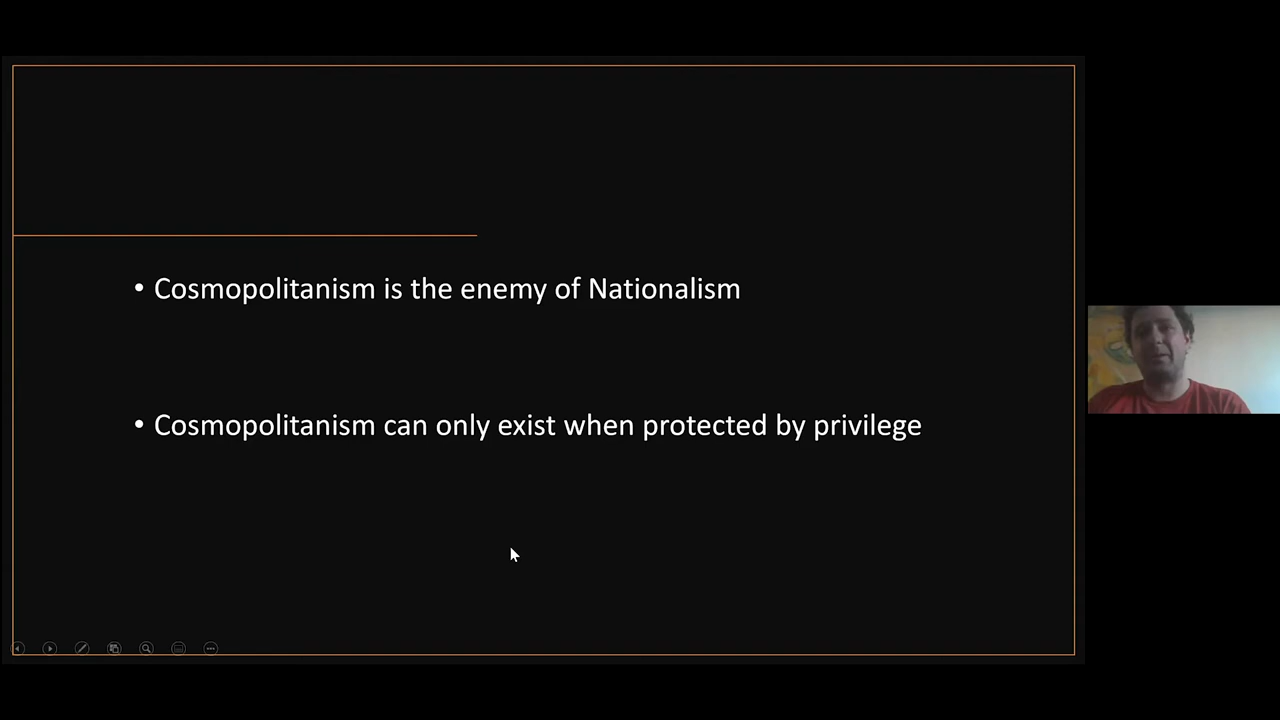 • Cosmopolitanism is the enemy of Nationalism
• Cosmopolitanism can only exist when protected by privilege